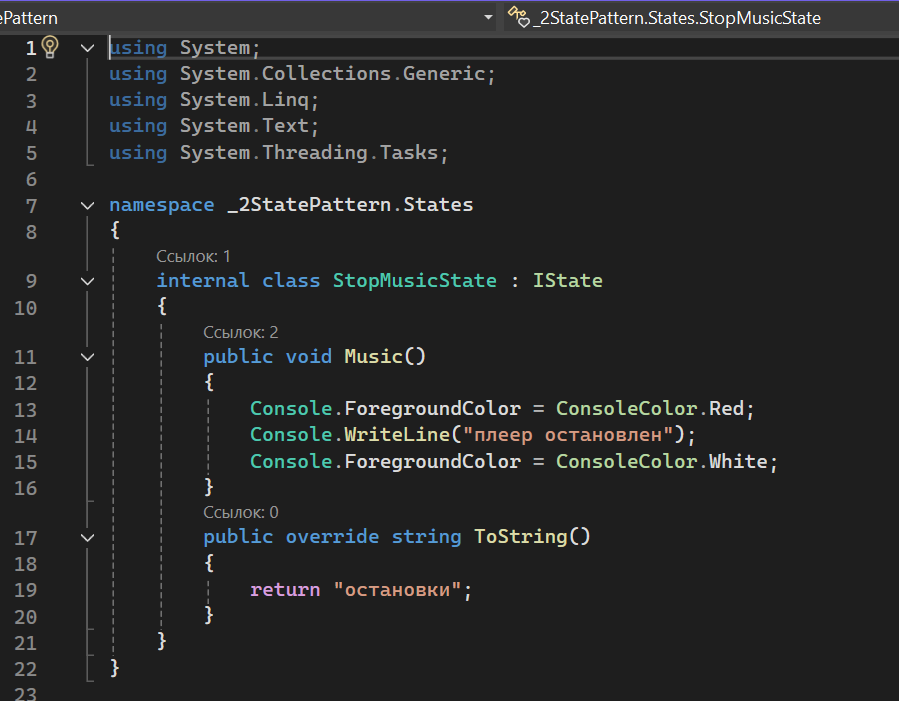 ePattern
_2StatePattern.States.StopMusicState
1 using System;
2 using System.Collections.Generic;
3 using System.Linq;
4 using System.Text;
5 using System.Threading.Tasks;
6
7 namespace _2StatePattern.States
8 {
Ссылок: 1
9 internal class StopMusicState : IState
10 {
Ссылок: 2
11 public void Music()
12 {
13 Console.ForegroundColor = ConsoleColor.Red;
14 Console.WriteLine("плеер остановлен");
15 Console.ForegroundColor = ConsoleColor.White;
16 }
Ссылок: 0
17 public override string ToString()
18 {
19 return "остановки";
20 }
21 }
22 }
23